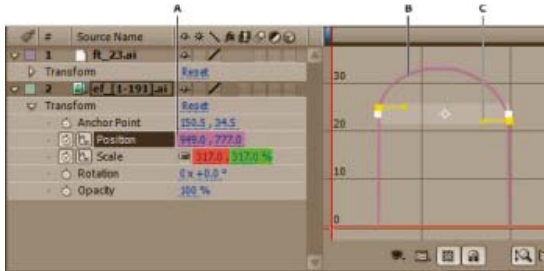 A
B
C
# Source Name
1 ft_23.ai
Transform Reset
2 ef_[1-191].ai
Transform Reset
Anchor Point 150.5, 34.5
Position 949.0, 777.0
Scale 317.0, 317.0 %
Rotation 0 x +0.0 °
Opacity 100 %
30
20
10
0